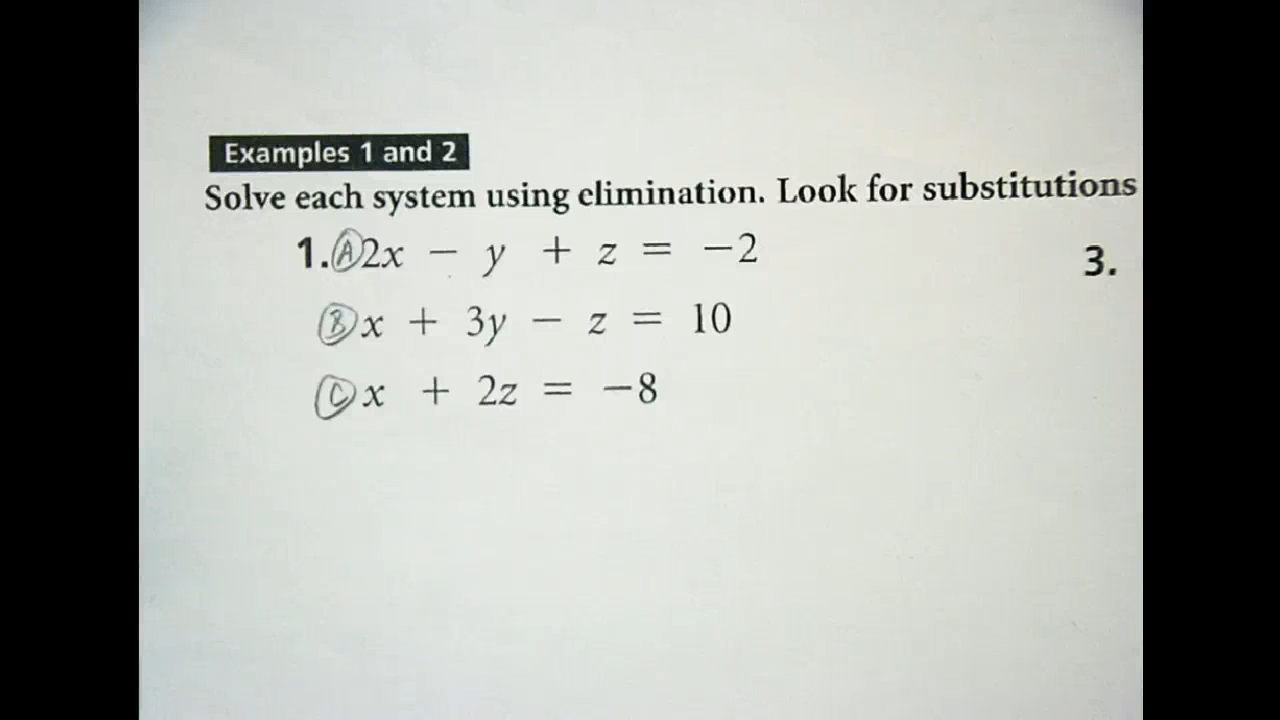 Examples 1 and 2
Solve each system using elimination. Look for substitutions
1. Ⓐ 2x − y + z = −2
Ⓑ x + 3y − z = 10
Ⓒ x + 2z = −8
3.